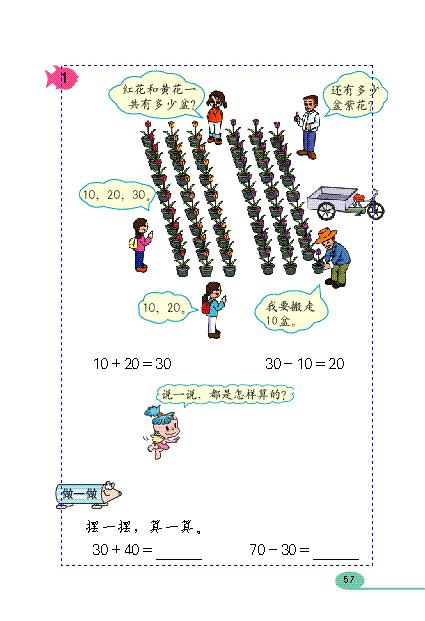 1
红花和黄花一
共有多少盆?
还有多少
盆紫花?
10, 20, 30。
10, 20。
我要搬走
10盆。
10+20=30
30-10=20
说一说,都是怎样算的?
做一做
摆一摆,算一算。
30+40=______
70-30=______
57